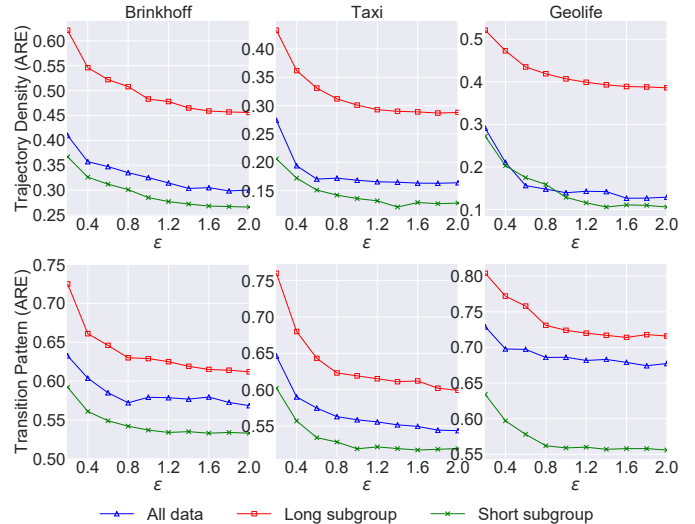 Brinkhoff Taxi Geolife
Trajectory Density (ARE)
0.60
0.55
0.50
0.45
0.40
0.35
0.30
0.25
0.4 0.8 1.2 1.6 2.0
ε
0.40
0.35
0.30
0.25
0.20
0.15
0.4 0.8 1.2 1.6 2.0
ε
0.5
0.4
0.3
0.2
0.1
0.4 0.8 1.2 1.6 2.0
ε
Transition Pattern (ARE)
0.75
0.70
0.65
0.60
0.55
0.50
0.4 0.8 1.2 1.6 2.0
ε
0.75
0.70
0.65
0.60
0.55
0.4 0.8 1.2 1.6 2.0
ε
0.80
0.75
0.70
0.65
0.60
0.55
0.4 0.8 1.2 1.6 2.0
ε
All data Long subgroup Short subgroup